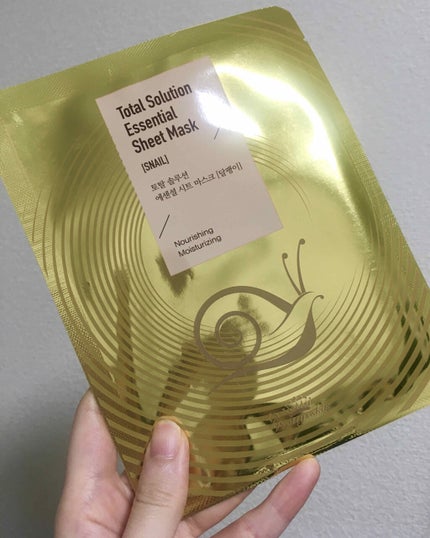 Total Solution
Essential
Sheet Mask
[SNAIL]
토탈 솔루션
에센셜 시트 마스크 [달팽이]
Nourishing
Moisturizing